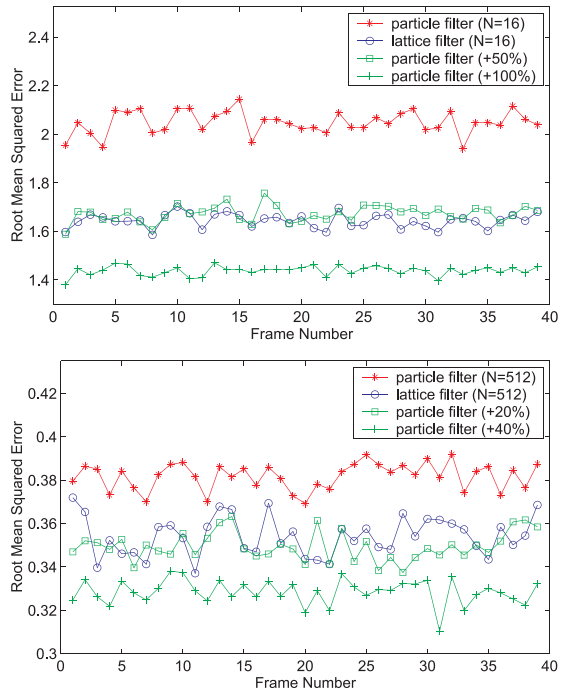 2.4
2.2
2
1.8
1.6
1.4
Root Mean Squared Error
particle filter (N=16)
lattice filter (N=16)
particle filter (+50%)
particle filter (+100%)
0 5 10 15 20 25 30 35 40
Frame Number
0.42
0.4
0.38
0.36
0.34
0.32
0.3
Root Mean Squared Error
particle filter (N=512)
lattice filter (N=512)
particle filter (+20%)
particle filter (+40%)
0 5 10 15 20 25 30 35 40
Frame Number